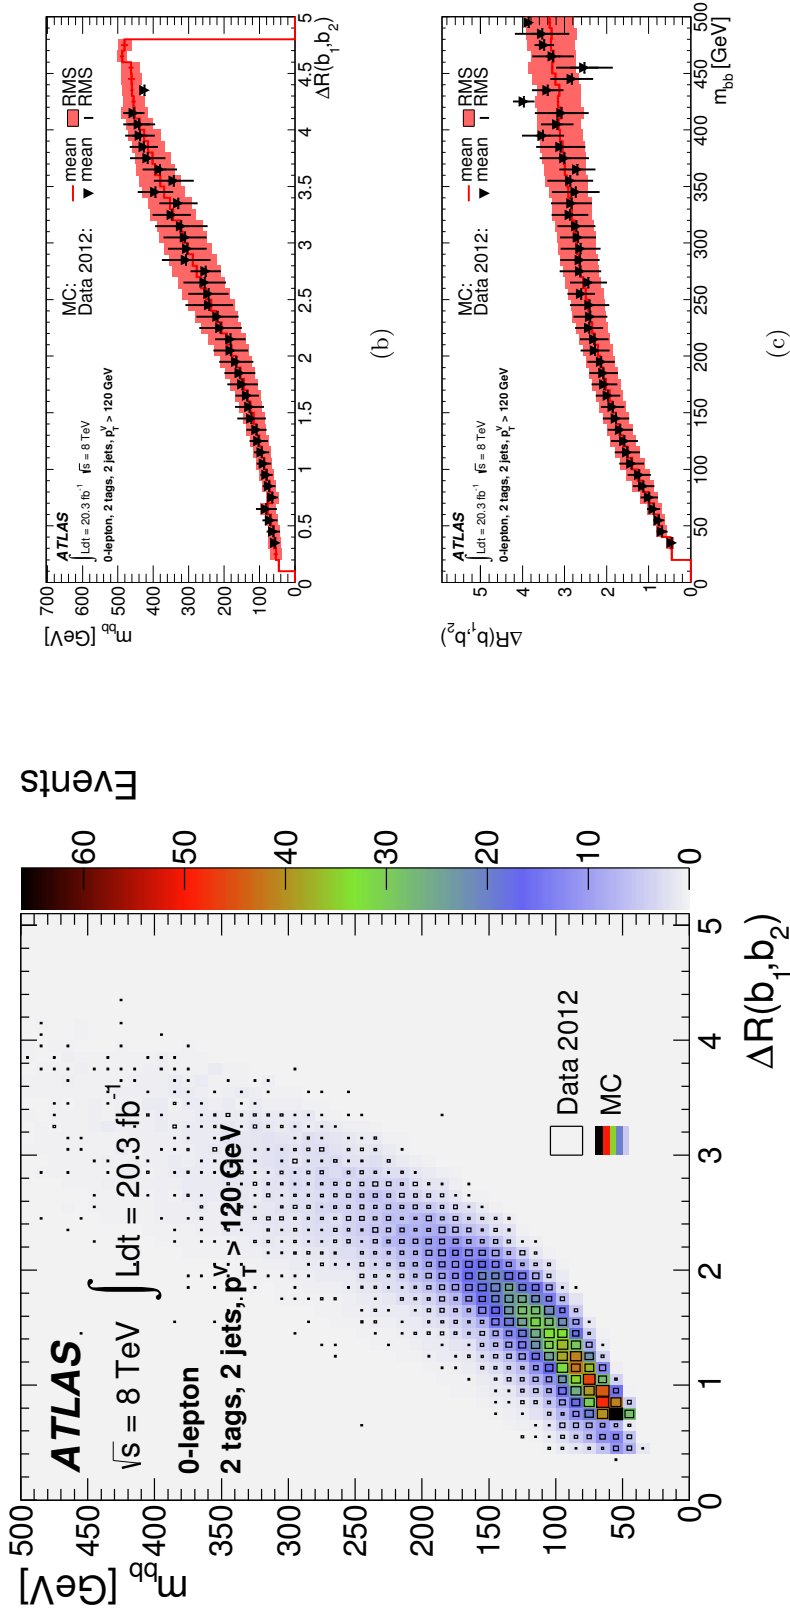 m_bb [GeV]
500
450
400
350
300
250
200
150
100
50
0
0 1 2 3 4 5
ΔR(b₁,b₂)
ATLAS
√s = 8 TeV ∫ Ldt = 20.3 fb⁻¹
0-lepton
2 tags, 2 jets, p_T^V > 120 GeV
Data 2012
MC
Events
60
50
40
30
20
10
0
m_bb [GeV]
700
600
500
400
300
200
100
0
0 0.5 1 1.5 2 2.5 3 3.5 4 4.5 5
ΔR(b₁,b₂)
ATLAS
∫ Ldt = 20.3 fb⁻¹ √s = 8 TeV
0-lepton, 2 tags, 2 jets, p_T^V > 120 GeV
MC: mean RMS
Data 2012: mean RMS
(b)
ΔR(b₁,b₂)
5
4
3
2
1
0
0 50 100 150 200 250 300 350 400 450 500
m_bb [GeV]
ATLAS
∫ Ldt = 20.3 fb⁻¹ √s = 8 TeV
0-lepton, 2 tags, 2 jets, p_T^V > 120 GeV
MC: mean RMS
Data 2012: mean RMS
(c)